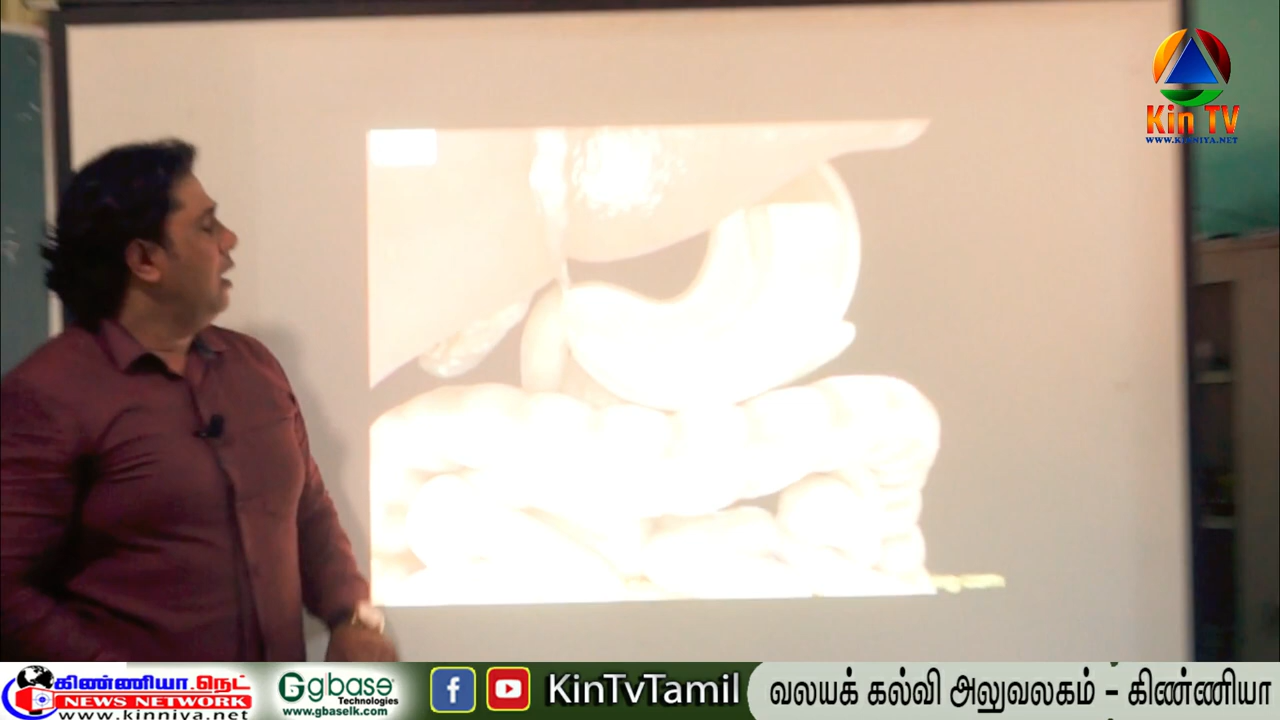 Kin TV
WWW.KINNIYA.NET
கிண்ணியா.நெட்
NEWS NETWORK
www.kinniya.net
Ggbase
Technologies
www.gbaselk.com
KinTvTamil
வலயக் கல்வி அலுவலகம் - கிண்ணியா